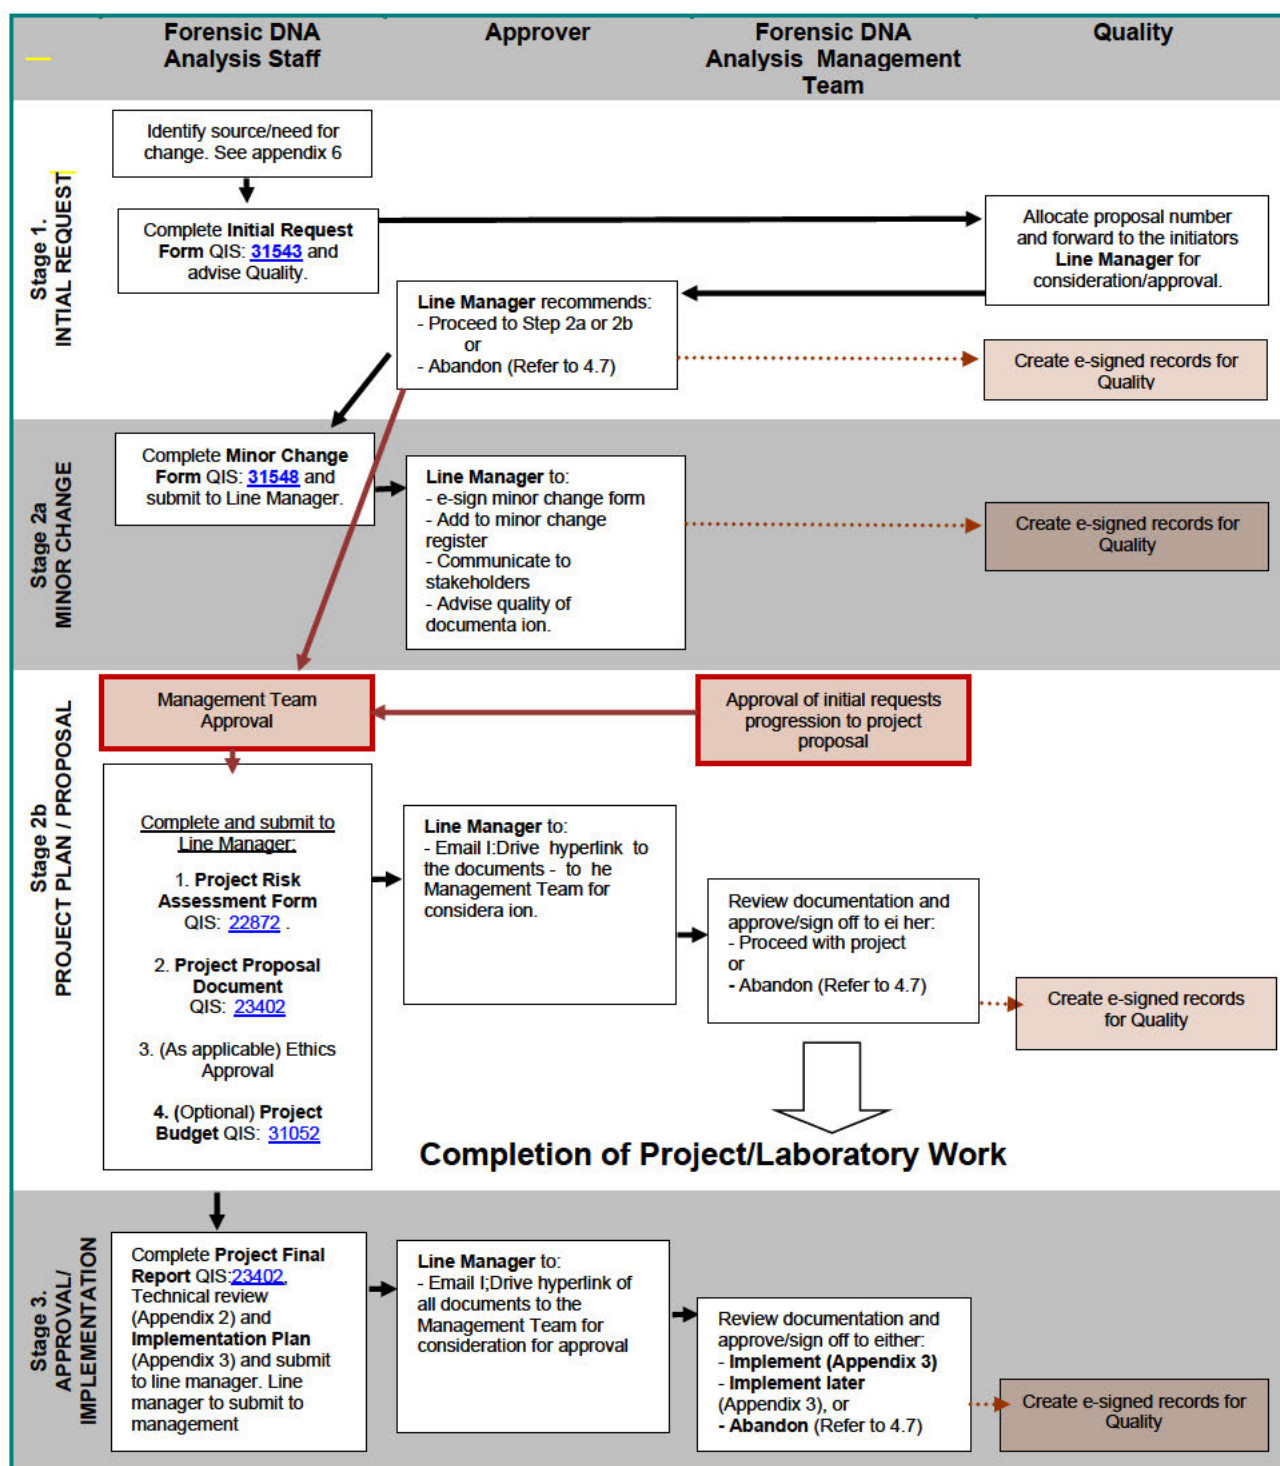 Forensic DNA
Analysis Staff
Approver
Forensic DNA
Analysis Management
Team
Quality
Stage 1.
INTIAL REQUEST
Identify source/need for
change. See appendix 6
Complete Initial Request
Form QIS: 31543 and
advise Quality.
Allocate proposal number
and forward to the initiators
Line Manager for
consideration/approval.
Line Manager recommends:
- Proceed to Step 2a or 2b
or
- Abandon (Refer to 4.7)
Create e-signed records for
Quality
Stage 2a
MINOR CHANGE
Complete Minor Change
Form QIS: 31548 and
submit to Line Manager.
Line Manager to:
- e-sign minor change form
- Add to minor change
register
- Communicate to
stakeholders
- Advise quality of
documenta ion.
Create e-signed records for
Quality
Stage 2b
PROJECT PLAN / PROPOSAL
Management Team
Approval
Approval of initial requests
progression to project
proposal
Complete and submit to
Line Manager:
1. Project Risk
Assessment Form
QIS: 22872 .
2. Project Proposal
Document
QIS: 23402
3. (As applicable) Ethics
Approval
4. (Optional) Project
Budget QIS: 31052
Line Manager to:
- Email I:Drive hyperlink to
the documents - to he
Management Team for
considera ion.
Review documentation and
approve/sign off to ei her:
- Proceed with project
or
- Abandon (Refer to 4.7)
Create e-signed records
for Quality
Completion of Project/Laboratory Work
Stage 3.
APPROVAL/
IMPLEMENTATION
Complete Project Final
Report QIS:23402,
Technical review
(Appendix 2) and
Implementation Plan
(Appendix 3) and submit
to line manager. Line
manager to submit to
management
Line Manager to:
- Email I;Drive hyperlink of
all documents to the
Management Team for
consideration for approval
Review documentation and
approve/sign off to either:
- Implement (Appendix 3)
- Implement later
(Appendix 3), or
- Abandon (Refer to 4.7)
Create e-signed records for
Quality